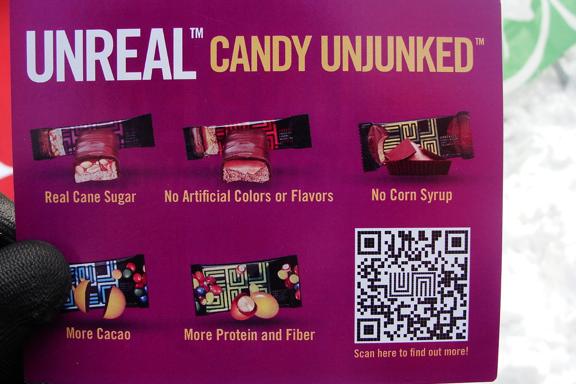 UNREAL™ CANDY UNJUNKED™
Real Cane Sugar
No Artificial Colors or Flavors
No Corn Syrup
More Cacao
More Protein and Fiber
Scan here to find out more!